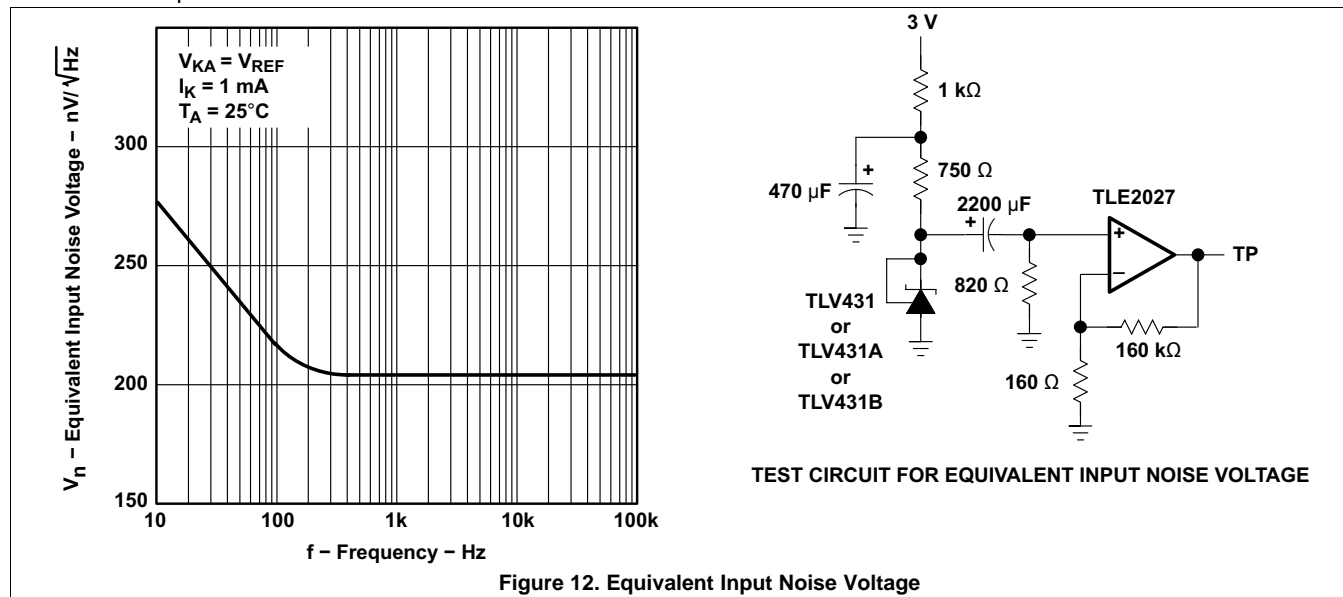 V_n – Equivalent Input Noise Voltage – nV/√Hz
V_KA = V_REF
I_K = 1 mA
T_A = 25°C
300
250
200
150
10
100
1k
10k
100k
f – Frequency – Hz
3 V
1 kΩ
750 Ω
470 µF
+
2200 µF
+
TLE2027
+
–
TP
820 Ω
TLV431
or
TLV431A
or
TLV431B
160 kΩ
160 Ω
TEST CIRCUIT FOR EQUIVALENT INPUT NOISE VOLTAGE
Figure 12. Equivalent Input Noise Voltage